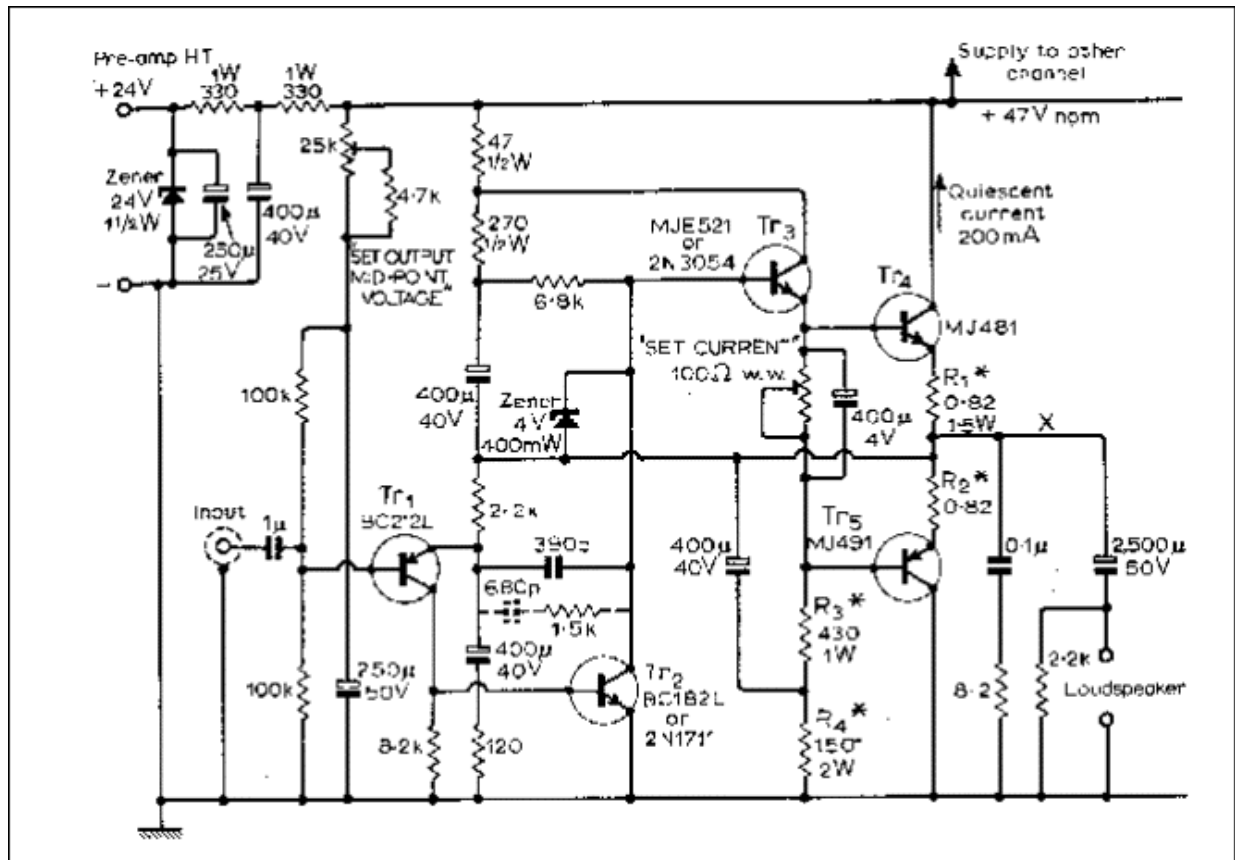 Pre-amp HT
+24V
1W
330
1W
330
Supply to other
channel
+ 47V nom
25k
47
1/2W
4·7k
Zener
24V
1½W
250μ
25V
400μ
40V
270
1/2W
"SET OUTPUT
MID-POINT
VOLTAGE"
6·8k
MJE521
or
2N3054
Tr3
Quiescent
current
200mA
Tr4
MJ481
"SET CURRENT"
100Ω w.w.
400μ
4V
R1*
0·82
15W
X
100k
400μ
40V
Zener
4V
400mW
Tr1
BC212L
2·2k
390p
680p
1·5k
R2*
0·82
Tr5
MJ491
Input
1μ
400μ
40V
0·1μ
2,500μ
50V
R3*
430
1W
100k
250μ
50V
400μ
40V
Tr2
BC182L
or
2N1711
8·2
2·2k
Loudspeaker
8·2k
120
R4*
150
2W